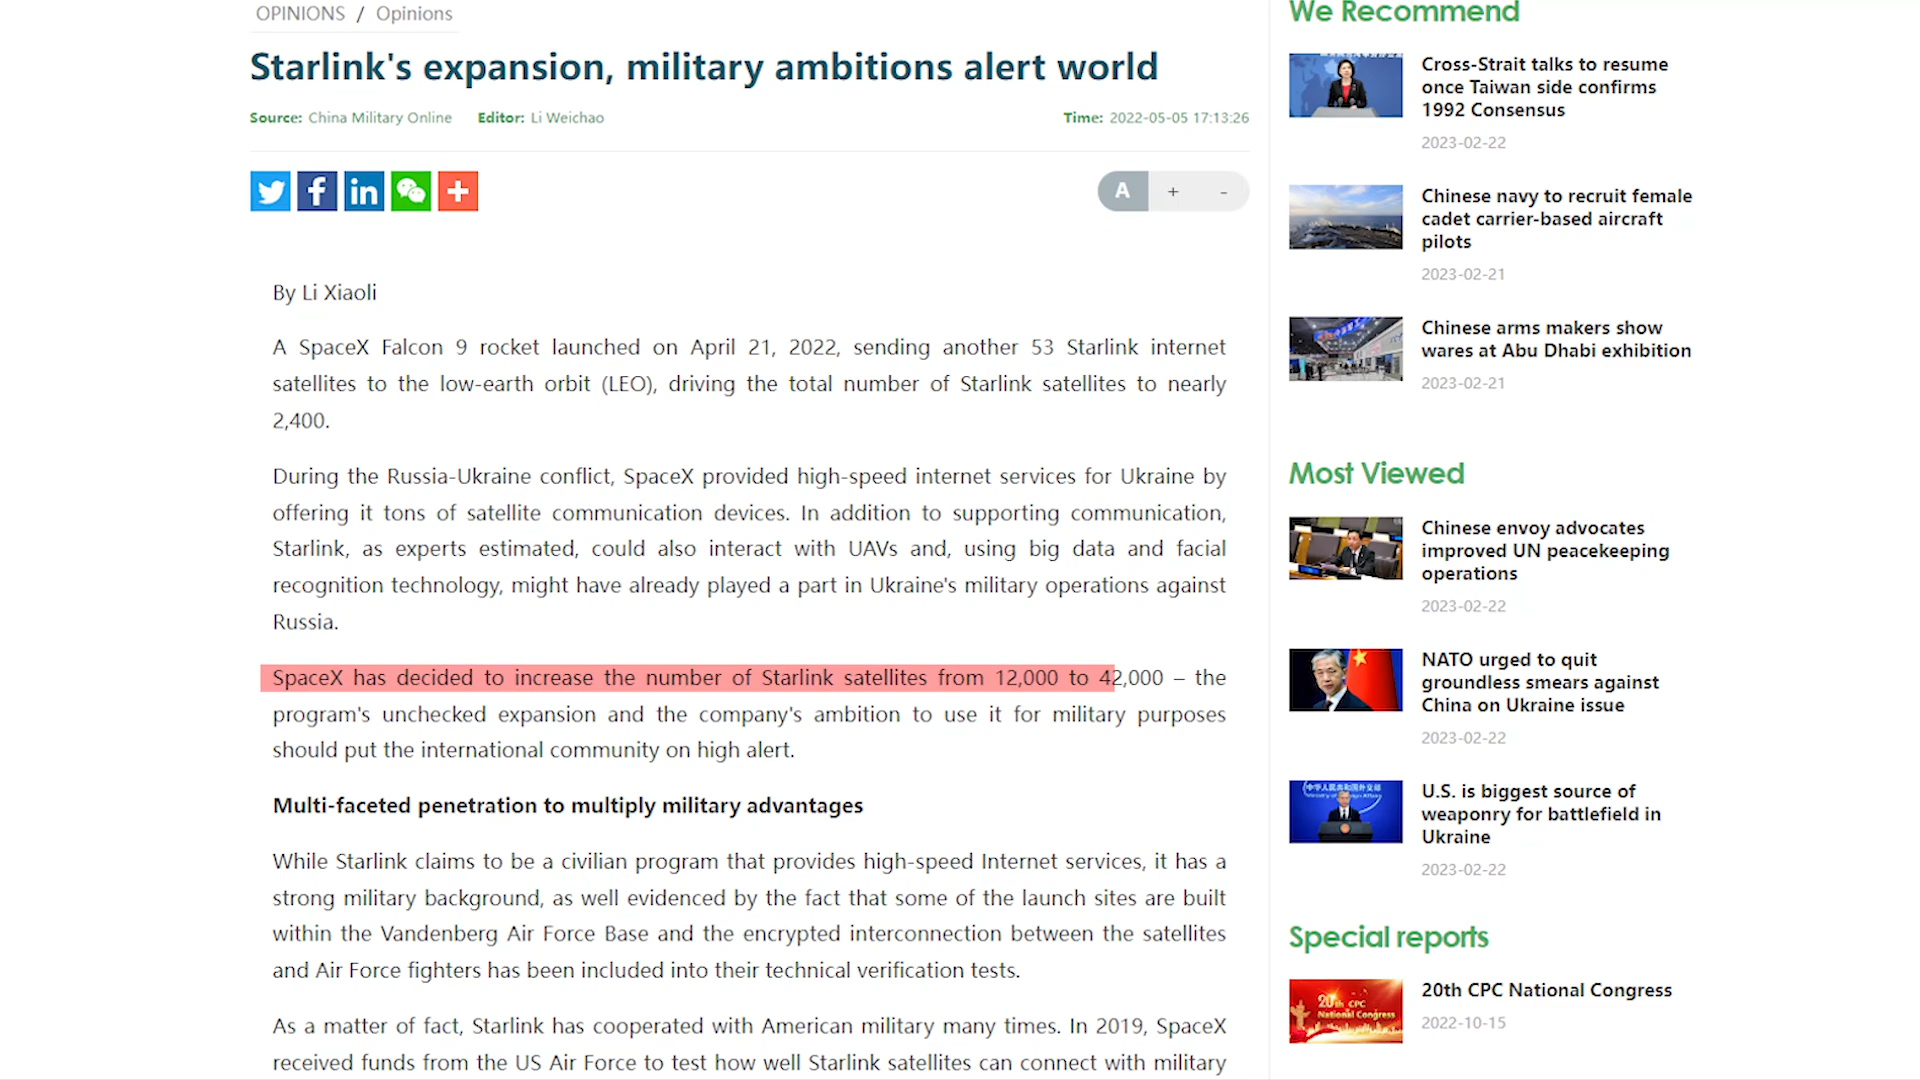 OPINIONS / Opinions
Starlink's expansion, military ambitions alert world
Source: China Military Online Editor: Li Weichao
Time: 2022-05-05 17:13:26
A + -
By Li Xiaoli
A SpaceX Falcon 9 rocket launched on April 21, 2022, sending another 53 Starlink internet
satellites to the low-earth orbit (LEO), driving the total number of Starlink satellites to nearly
2,400.
During the Russia-Ukraine conflict, SpaceX provided high-speed internet services for Ukraine by
offering it tons of satellite communication devices. In addition to supporting communication,
Starlink, as experts estimated, could also interact with UAVs and, using big data and facial
recognition technology, might have already played a part in Ukraine's military operations against
Russia.
SpaceX has decided to increase the number of Starlink satellites from 12,000 to 42,000 – the
program's unchecked expansion and the company's ambition to use it for military purposes
should put the international community on high alert.
Multi-faceted penetration to multiply military advantages
While Starlink claims to be a civilian program that provides high-speed Internet services, it has a
strong military background, as well evidenced by the fact that some of the launch sites are built
within the Vandenberg Air Force Base and the encrypted interconnection between the satellites
and Air Force fighters has been included into their technical verification tests.
As a matter of fact, Starlink has cooperated with American military many times. In 2019, SpaceX
received funds from the US Air Force to test how well Starlink satellites can connect with military
We Recommend
Cross-Strait talks to resume
once Taiwan side confirms
1992 Consensus
2023-02-22
Chinese navy to recruit female
cadet carrier-based aircraft
pilots
2023-02-21
Chinese arms makers show
wares at Abu Dhabi exhibition
2023-02-21
Most Viewed
Chinese envoy advocates
improved UN peacekeeping
operations
2023-02-22
NATO urged to quit
groundless smears against
China on Ukraine issue
2023-02-22
中华人民共和国外交部
U.S. is biggest source of
weaponry for battlefield in
Ukraine
2023-02-22
Special reports
20th CPC
National Congress
20th CPC National Congress
2022-10-15